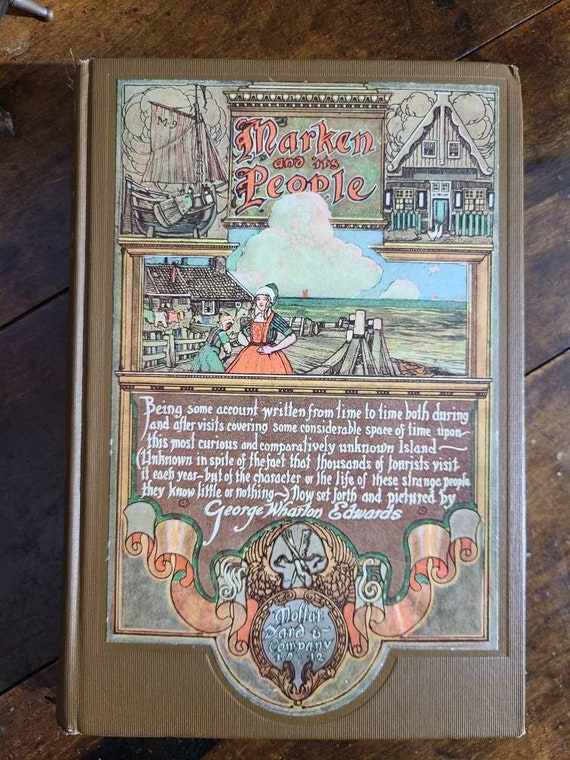 M·9
Marken
and its
People
Being some account written from time to time both during
and after visits covering some considerable space of time upon
this most curious and comparatively unknown Island —
(Unknown in spite of the fact that thousands of tourists visit
it each year – but of the character or the life of these strange people
they know little or nothing –) Now set forth and pictured by
George Wharton Edwards
Moffat
Yard &
Company
1912